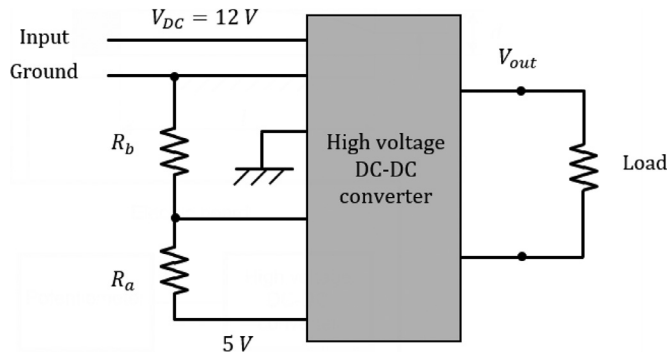 V_DC = 12 V
Input
Ground
V_out
R_b
High voltage
DC-DC
converter
Load
R_a
5 V